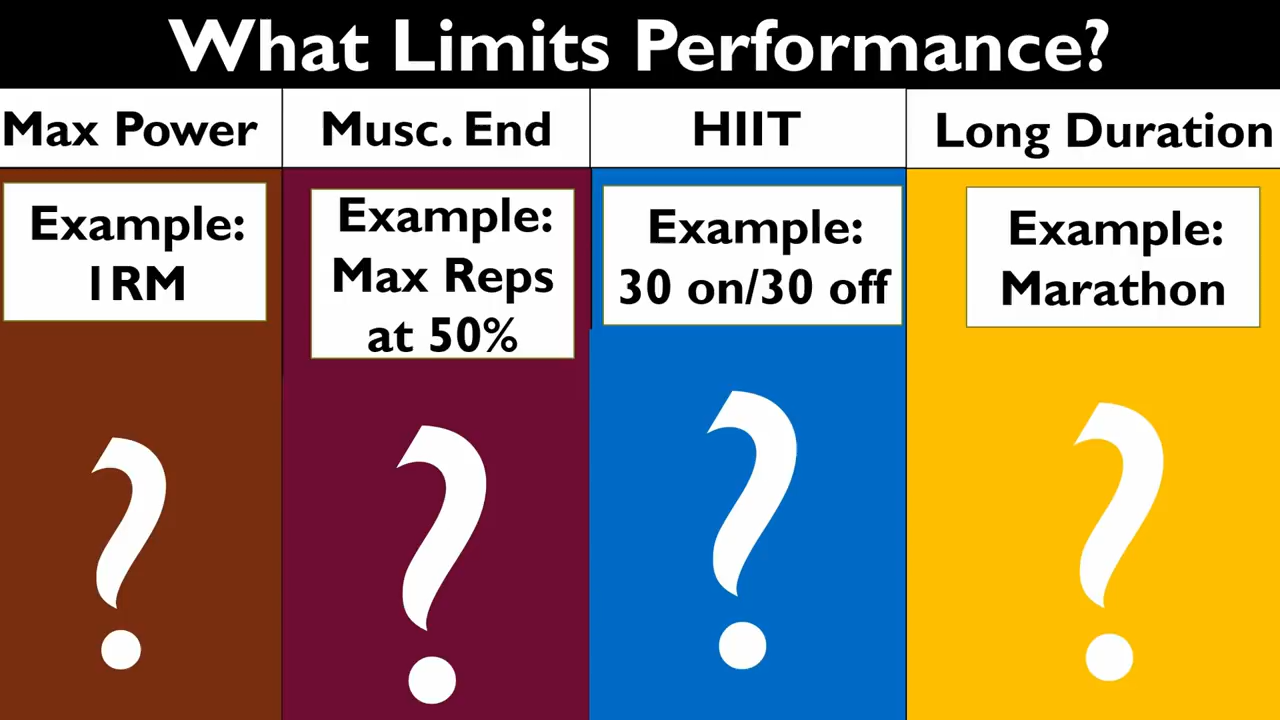 What Limits Performance?
Max Power
Musc. End
HIIT
Long Duration
Example:
1RM
Example:
Max Reps
at 50%
Example:
30 on/30 off
Example:
Marathon
?
?
?
?